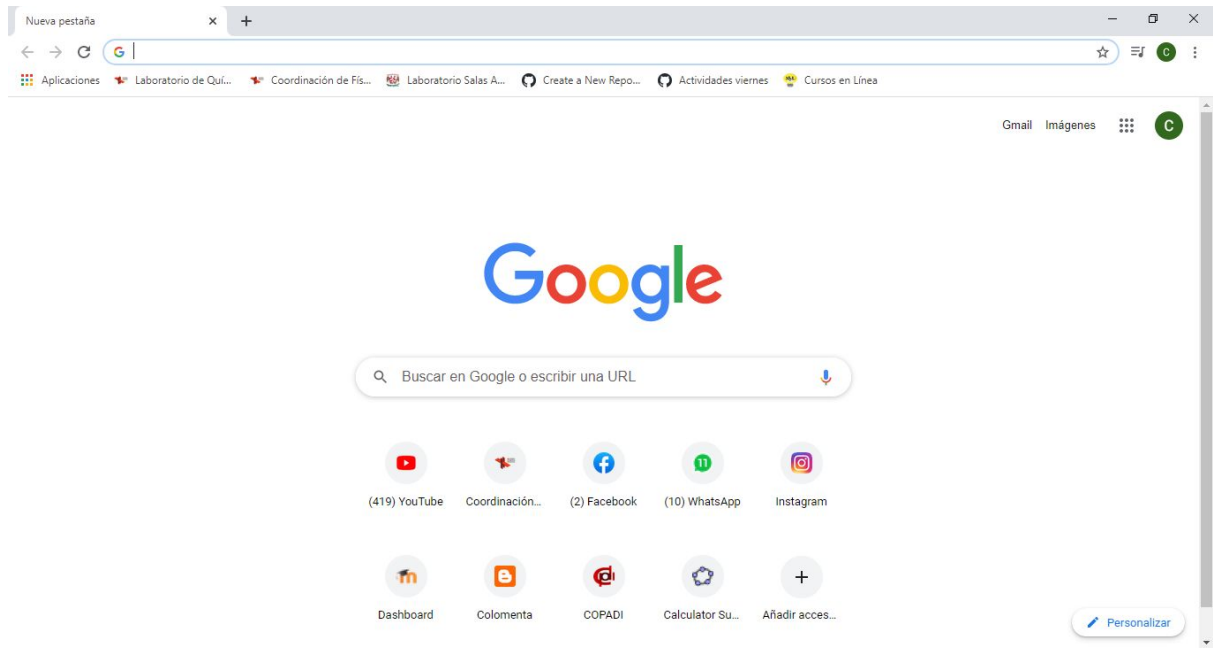 Nueva pestaña
Aplicaciones Laboratorio de Quí... Coordinación de Fís... Laboratorio Salas A... Create a New Repo... Actividades viernes Cursos en Línea
Gmail Imágenes C
Google
Buscar en Google o escribir una URL
(419) YouTube Coordinación... (2) Facebook (10) WhatsApp Instagram
Dashboard Colomenta COPADI Calculator Su... Añadir acces...
Personalizar